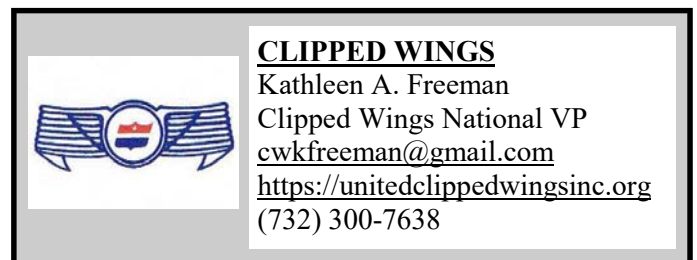 CLIPPED WINGS
Kathleen A. Freeman
Clipped Wings National VP
cwkfreeman@gmail.com
https://unitedclippedwingsinc.org
(732) 300-7638